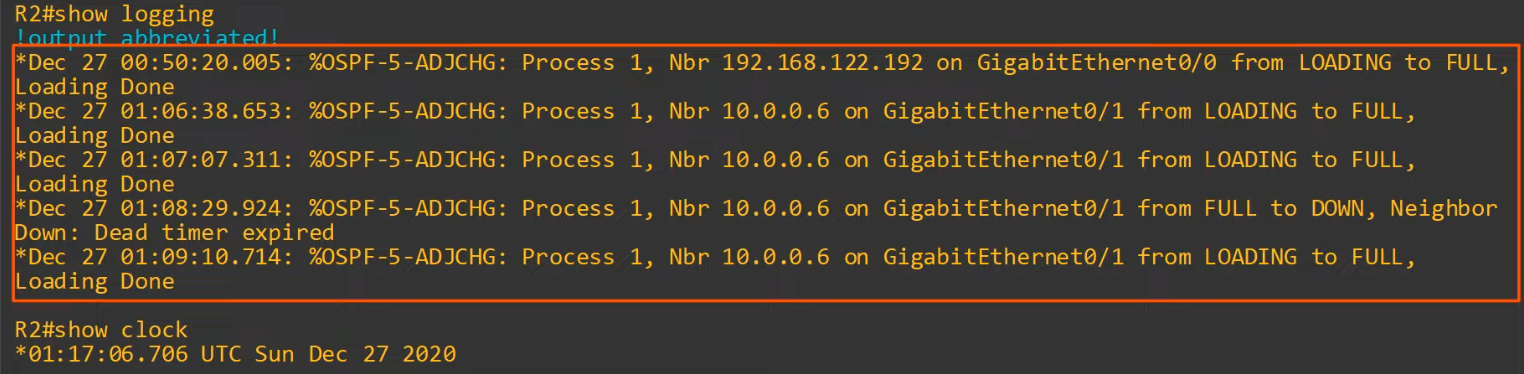 R2#show logging
!output abbreviated!
*Dec 27 00:50:20.005: %OSPF-5-ADJCHG: Process 1, Nbr 192.168.122.192 on GigabitEthernet0/0 from LOADING to FULL,
Loading Done
*Dec 27 01:06:38.653: %OSPF-5-ADJCHG: Process 1, Nbr 10.0.0.6 on GigabitEthernet0/1 from LOADING to FULL,
Loading Done
*Dec 27 01:07:07.311: %OSPF-5-ADJCHG: Process 1, Nbr 10.0.0.6 on GigabitEthernet0/1 from LOADING to FULL,
Loading Done
*Dec 27 01:08:29.924: %OSPF-5-ADJCHG: Process 1, Nbr 10.0.0.6 on GigabitEthernet0/1 from FULL to DOWN, Neighbor
Down: Dead timer expired
*Dec 27 01:09:10.714: %OSPF-5-ADJCHG: Process 1, Nbr 10.0.0.6 on GigabitEthernet0/1 from LOADING to FULL,
Loading Done
R2#show clock
*01:17:06.706 UTC Sun Dec 27 2020